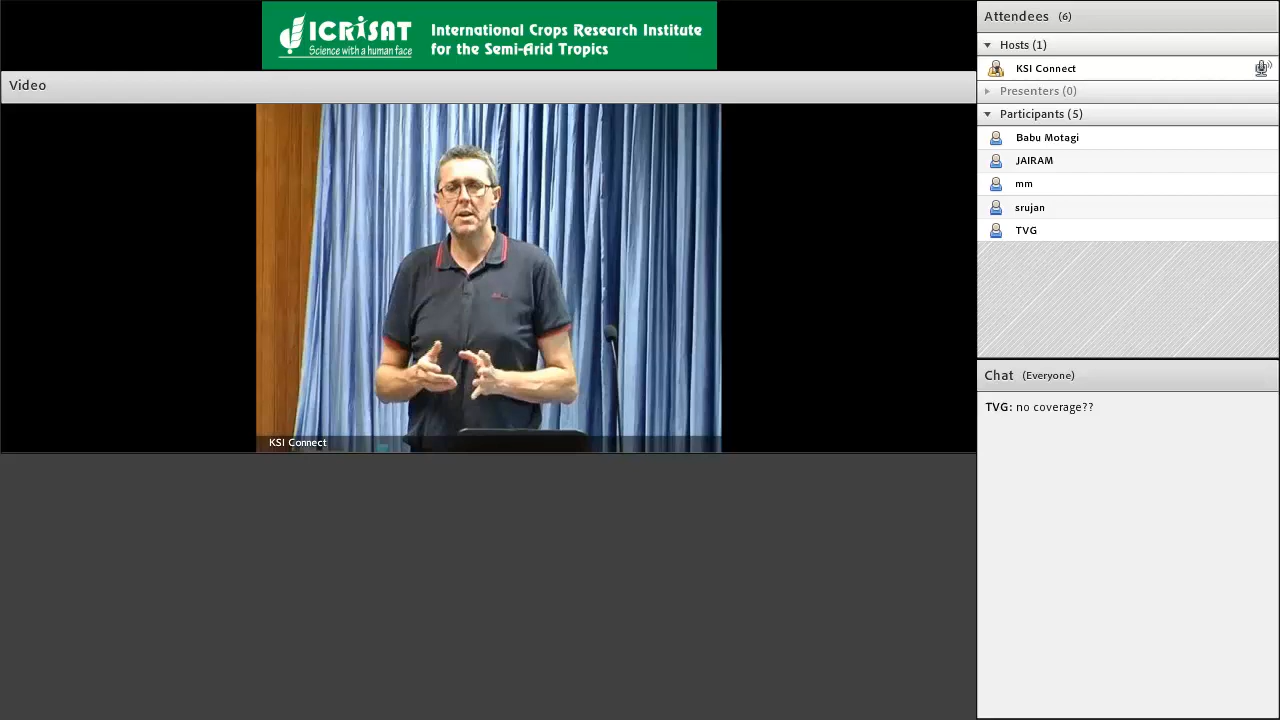 ICRISAT
Science with a human face
International Crops Research Institute
for the Semi-Arid Tropics
Video
KSI Connect
Attendees (6)
Hosts (1)
KSI Connect
Presenters (0)
Participants (5)
Babu Motagi
JAIRAM
mm
srujan
TVG
Chat (Everyone)
TVG: no coverage??